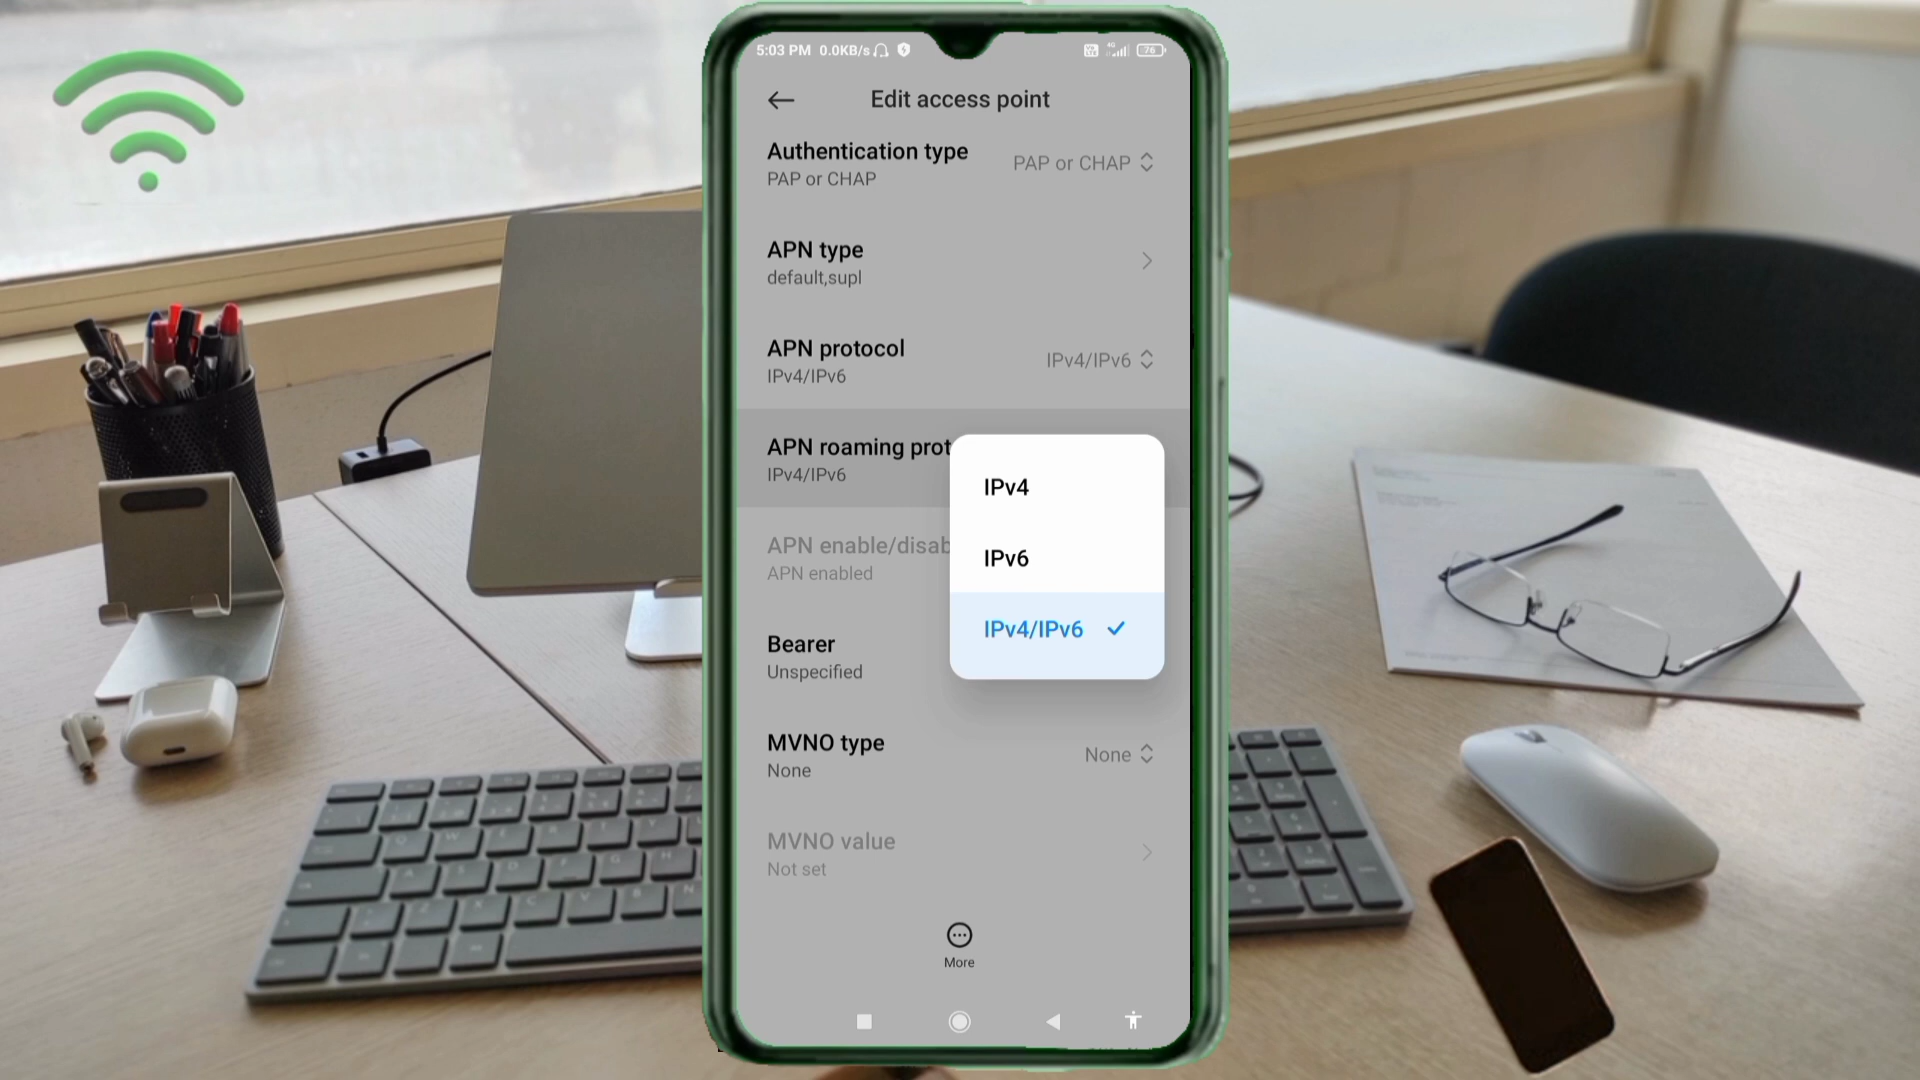 5:03 PM 0.0KB/s 4G 76
Edit access point
Authentication type
PAP or CHAP
PAP or CHAP
APN type
default,supl
APN protocol
IPv4/IPv6
IPv4/IPv6
APN roaming prot
IPv4/IPv6
IPv4
IPv6
IPv4/IPv6
APN enable/disab
APN enabled
Bearer
Unspecified
MVNO type
None
None
MVNO value
Not set
More